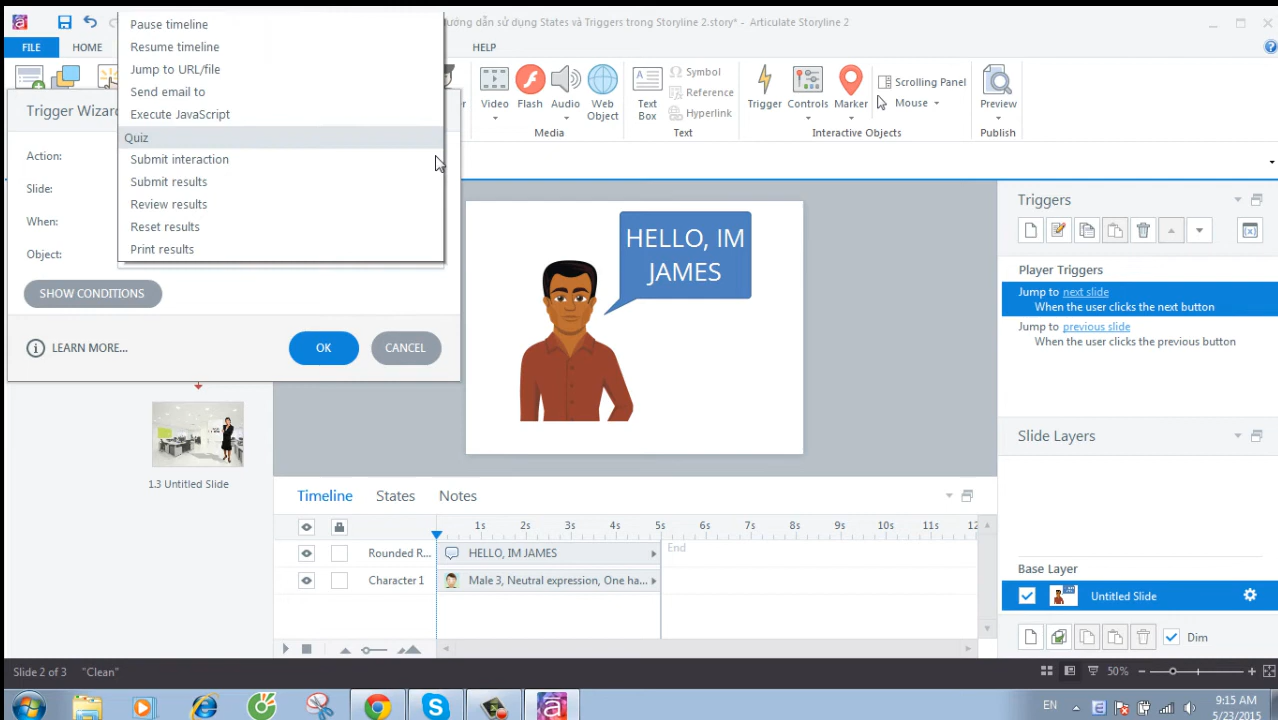 Pause timeline
ướng dẫn sử dụng States và Triggers trong Storyline 2.story* - Articulate Storyline 2
FILE
HOME
HELP
Resume timeline
Jump to URL/file
Send email to
Execute JavaScript
Quiz
Submit interaction
Submit results
Review results
Reset results
Print results
Video
Flash
Audio
Web
Object
Media
Text
Box
Symbol
Reference
Hyperlink
Text
Trigger
Controls
Marker
Scrolling Panel
Mouse
Interactive Objects
Preview
Publish
Trigger Wizard
Action:
Slide:
When:
Object:
SHOW CONDITIONS
LEARN MORE...
OK
CANCEL
1.3 Untitled Slide
HELLO, IM
JAMES
Triggers
Player Triggers
Jump to next slide
When the user clicks the next button
Jump to previous slide
When the user clicks the previous button
Slide Layers
Base Layer
Untitled Slide
Dim
Timeline
States
Notes
1s 2s 3s 4s 5s 6s 7s 8s 9s 10s 11s 12
Rounded R...
HELLO, IM JAMES
End
Character 1
Male 3, Neutral expression, One ha...
Slide 2 of 3
"Clean"
50%
EN
9:15 AM
5/23/2015